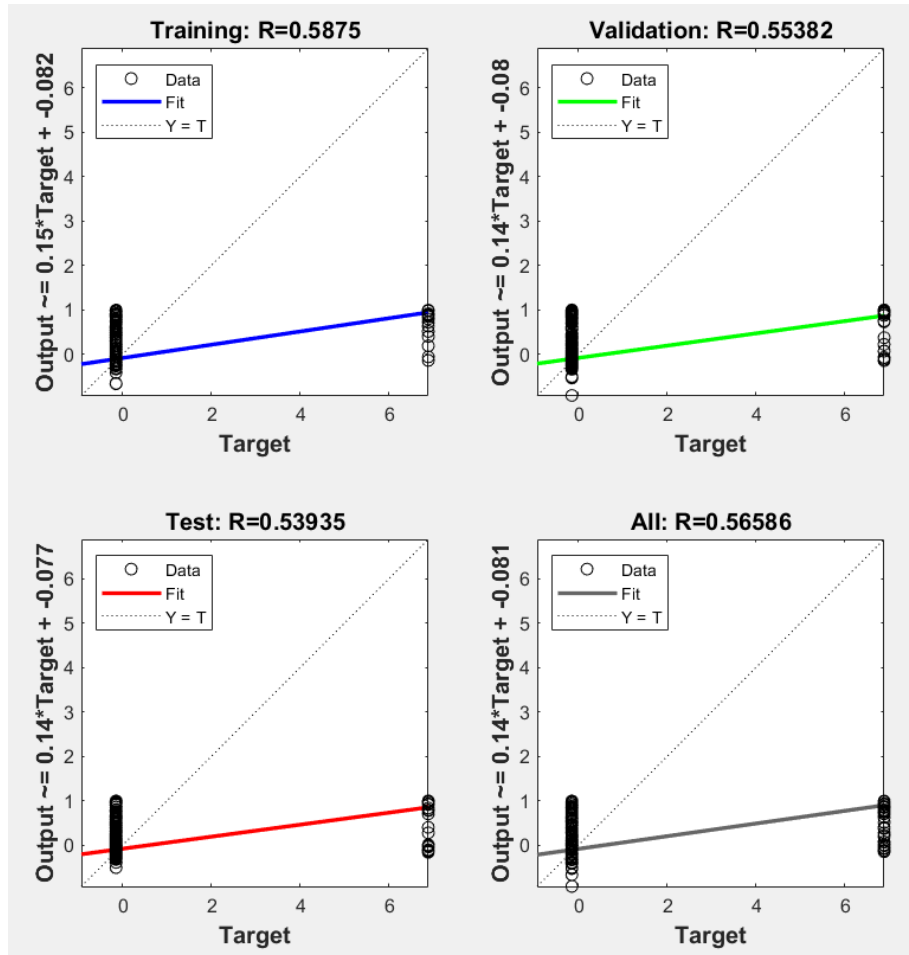 Training: R=0.5875
Output ~= 0.15*Target + -0.082
Data
Fit
Y = T
6
5
4
3
2
1
0
0 2 4 6
Target
Validation: R=0.55382
Output ~= 0.14*Target + -0.08
Data
Fit
Y = T
6
5
4
3
2
1
0
0 2 4 6
Target
Test: R=0.53935
Output ~= 0.14*Target + -0.077
Data
Fit
Y = T
6
5
4
3
2
1
0
0 2 4 6
Target
All: R=0.56586
Output ~= 0.14*Target + -0.081
Data
Fit
Y = T
6
5
4
3
2
1
0
0 2 4 6
Target